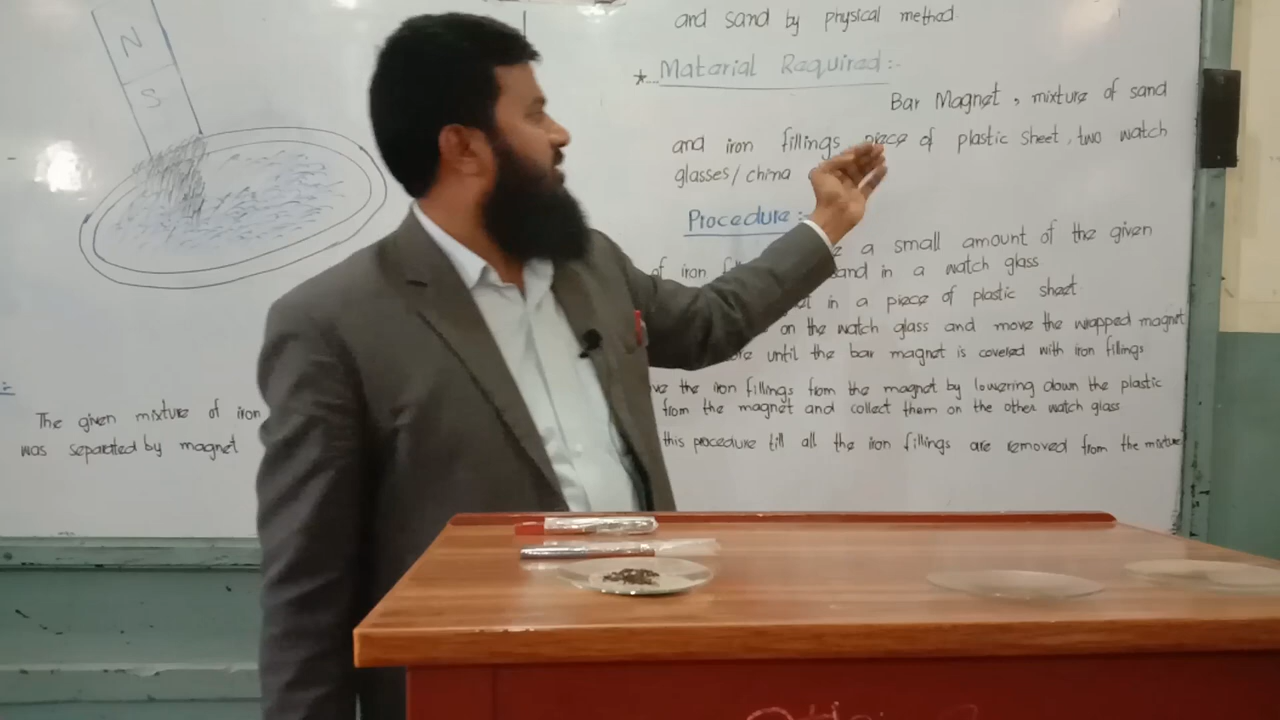 N
S
The given mixture of iron
was separated by magnet
and sand by physical method
* Material Required:-
Bar Magnet, mixture of sand
and iron fillings piece of plastic sheet, two watch
glasses/china
Procedure:-
a small amount of the given
of iron sand in a watch glass
in a piece of plastic sheet
on the watch glass and move the wrapped magnet
until the bar magnet is covered with iron fillings
the iron fillings from the magnet by lowering down the plastic
from the magnet and collect them on the other watch glass
this procedure till all the iron fillings are removed from the mixture